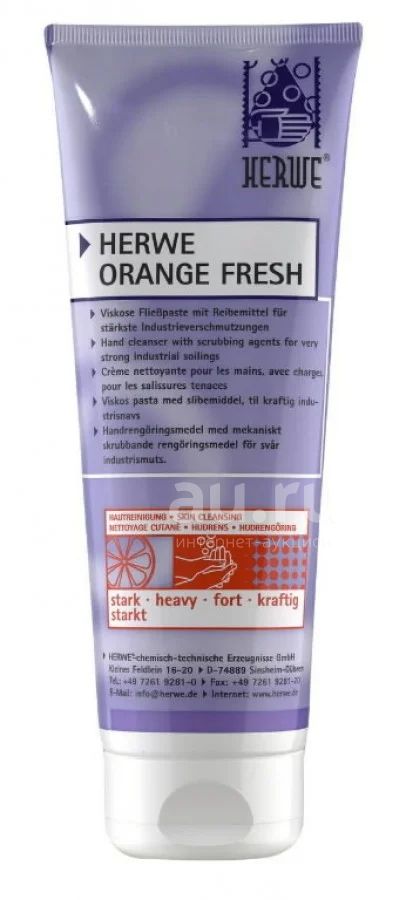 HERWE®
HERWE
ORANGE FRESH
Viskose Fließpaste mit Reibemittel für
stärkste Industrieverschmutzungen
Hand cleanser with scrubbing agents for very
strong industrial soilings
Crème nettoyante pour les mains, avec charges,
pour les salissures tenaces
Viskos pasta med slibemiddel, til kraftig indu-
strisnavs
Handrengöringsmedel med mekaniskt
skrubbande rengöringsmedel för svår
industrismuts.
au.ru
интернет-аукцион
HAUTREINIGUNG • SKIN CLEANSING
NETTOYAGE CUTANÉ • HUDRENS • HUDRENGÖRING
stark · heavy · fort · kraftig
starkt
HERWE®-chemisch-technische Erzeugnisse GmbH
Kleines Feldlein 16-20 D-74889 Sinsheim-Dühren
Tel.: +49 7261 9281-0 Fax: +49 7261 9281-20
E-Mail: info@herwe.de Internet: www.herwe.de